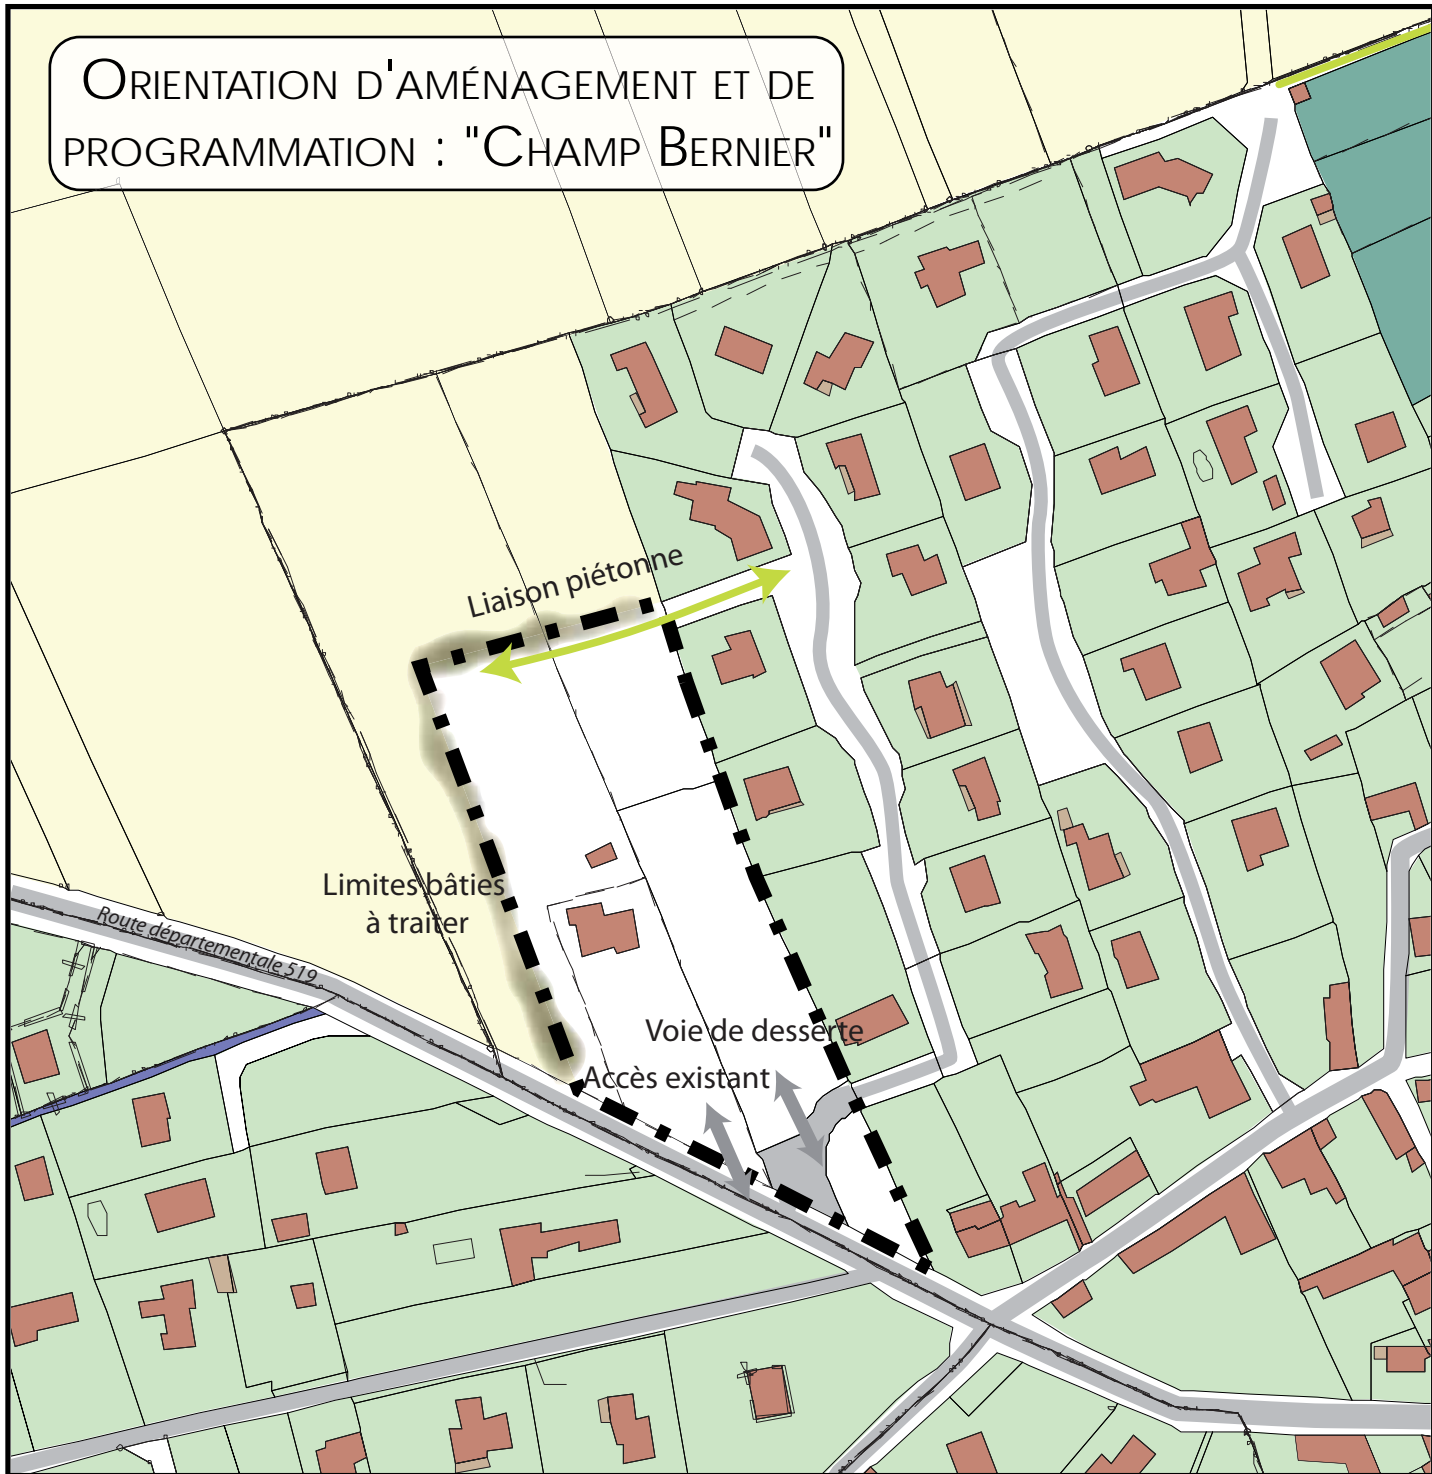 ORIENTATION D'AMÉNAGEMENT ET DE
PROGRAMMATION : "CHAMP BERNIER"
Liaison piétonne
Limites bâties
à traiter
Route départementale 519
Voie de desserte
Accès existant